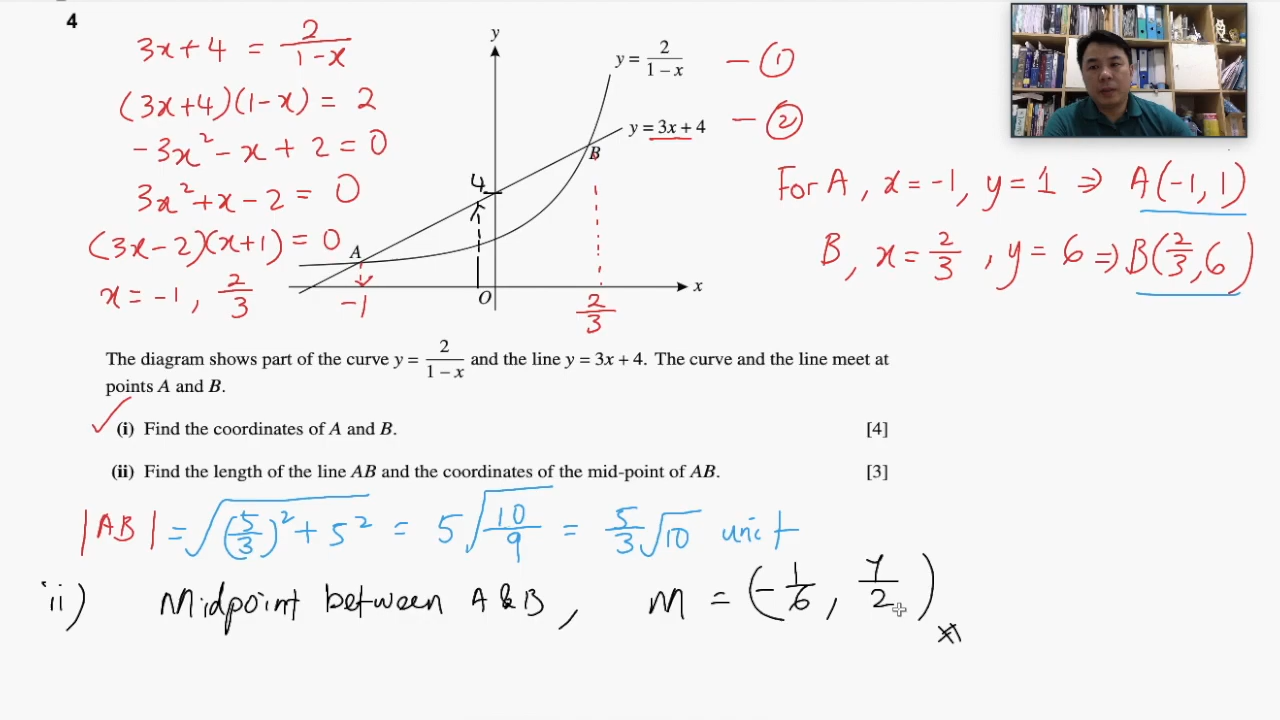 4
3x + 4 = 2/(1 - x)
(3x+4)(1-x) = 2
-3x² - x + 2 = 0
3x² + x - 2 = 0
(3x-2)(x+1) = 0
x = -1, 2/3
y
y = 2/(1 - x) — ①
y = 3x + 4 — ②
B
4
A
-1
O
2/3
x
For A, x = -1, y = 1 ⇒ A(-1, 1)
B, x = 2/3, y = 6 ⇒ B(2/3, 6)
The diagram shows part of the curve y = 2/(1 - x) and the line y = 3x + 4. The curve and the line meet at
points A and B.
(i) Find the coordinates of A and B. [4]
(ii) Find the length of the line AB and the coordinates of the mid-point of AB. [3]
|AB| = √((5/3)² + 5²) = 5√(10/9) = 5/3 √10 unit
ii) Midpoint between A & B, m = (-1/6, 7/2)